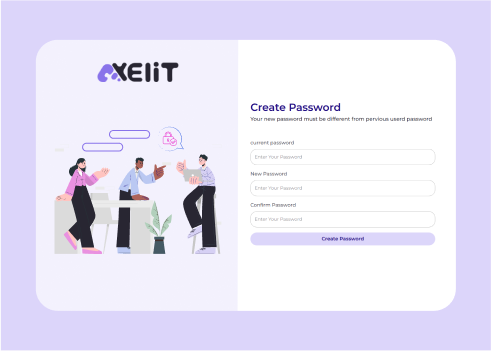 AXELiT
Create Password
Your new password must be different from pervious userd password
current password
Enter Your Password
New Password
Enter Your Password
Confirm Password
Enter Your Password
Create Password